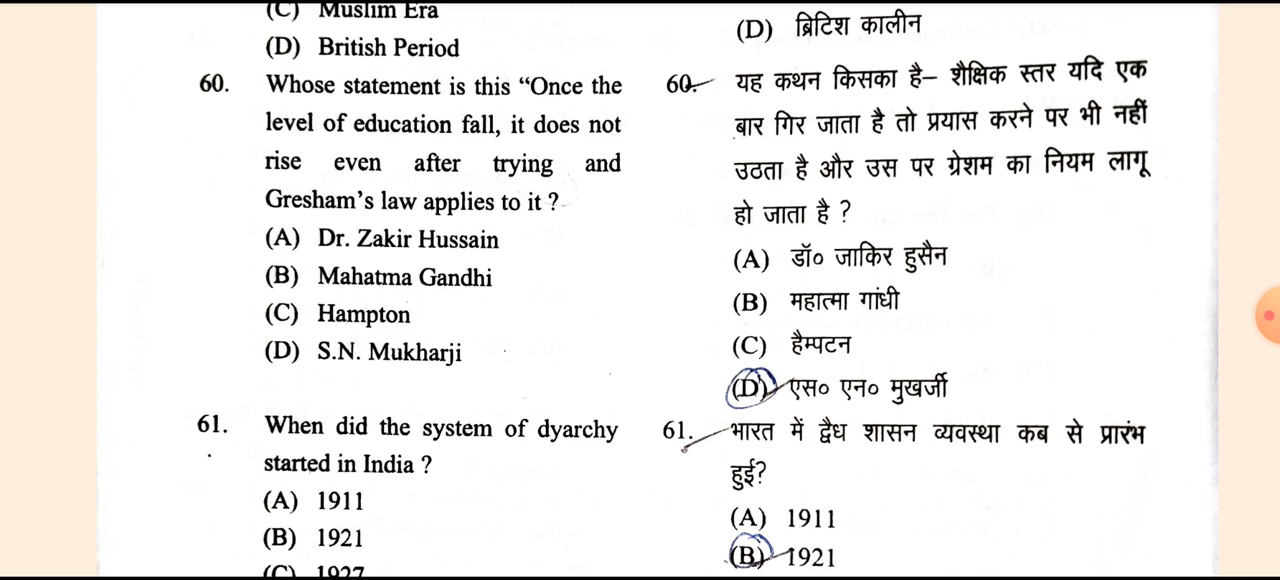 (C) Muslim Era
(D) British Period
60. Whose statement is this “Once the
level of education fall, it does not
rise even after trying and
Gresham’s law applies to it ?
(A) Dr. Zakir Hussain
(B) Mahatma Gandhi
(C) Hampton
(D) S.N. Mukharji
61. When did the system of dyarchy
started in India ?
(A) 1911
(B) 1921
(C) 1927
(D) ब्रिटिश कालीन
60. यह कथन किसका है– शैक्षिक स्तर यदि एक
बार गिर जाता है तो प्रयास करने पर भी नहीं
उठता है और उस पर ग्रेशम का नियम लागू
हो जाता है ?
(A) डॉ० जाकिर हुसैन
(B) महात्मा गांधी
(C) हैम्पटन
(D) एस० एन० मुखर्जी
61. भारत में द्वैध शासन व्यवस्था कब से प्रारंभ
हुई?
(A) 1911
(B) 1921